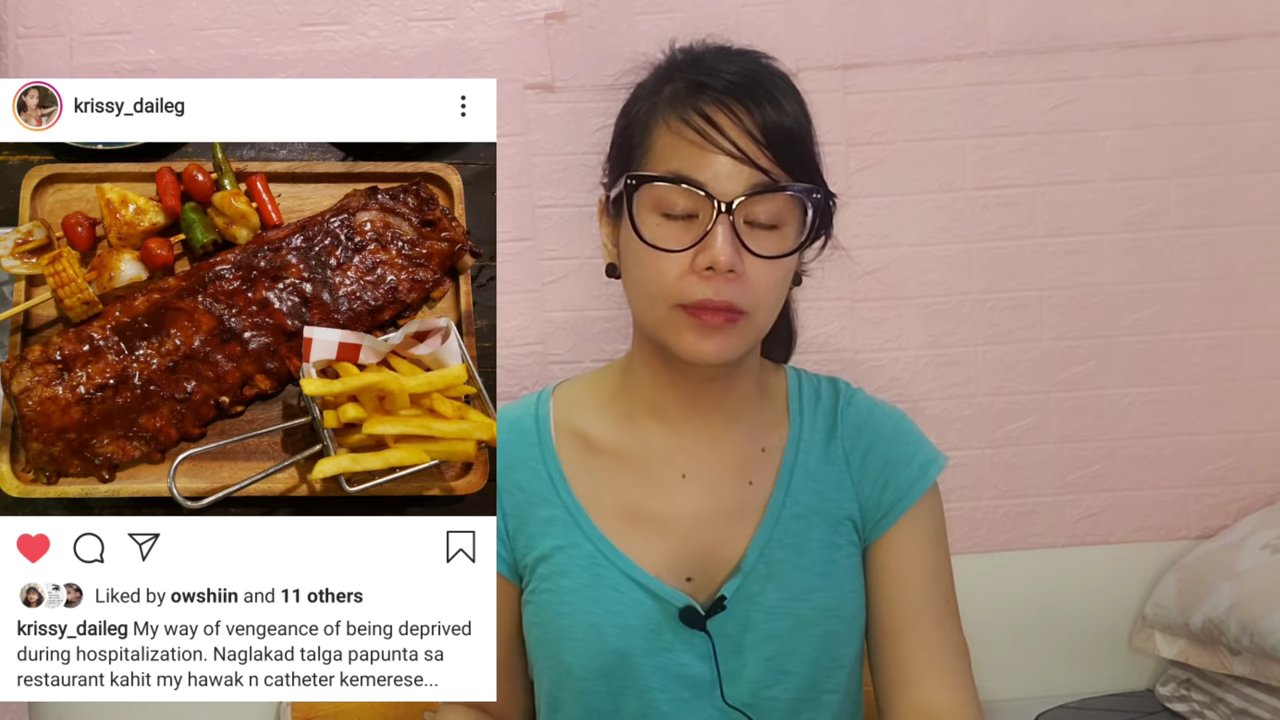 krissy_daileg
Liked by owshiin and 11 others
krissy_daileg My way of vengeance of being deprived
during hospitalization. Naglakad talga papunta sa
restaurant kahit my hawak n catheter kemerese...